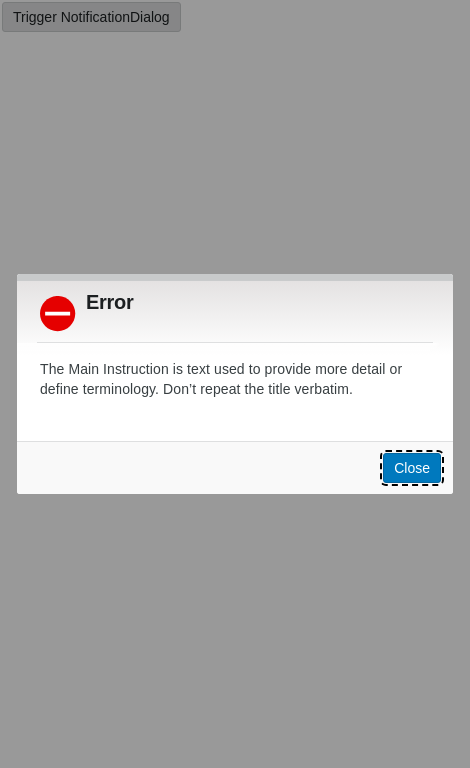 Trigger NotificationDialog
Error
The Main Instruction is text used to provide more detail or
define terminology. Don’t repeat the title verbatim.
Close